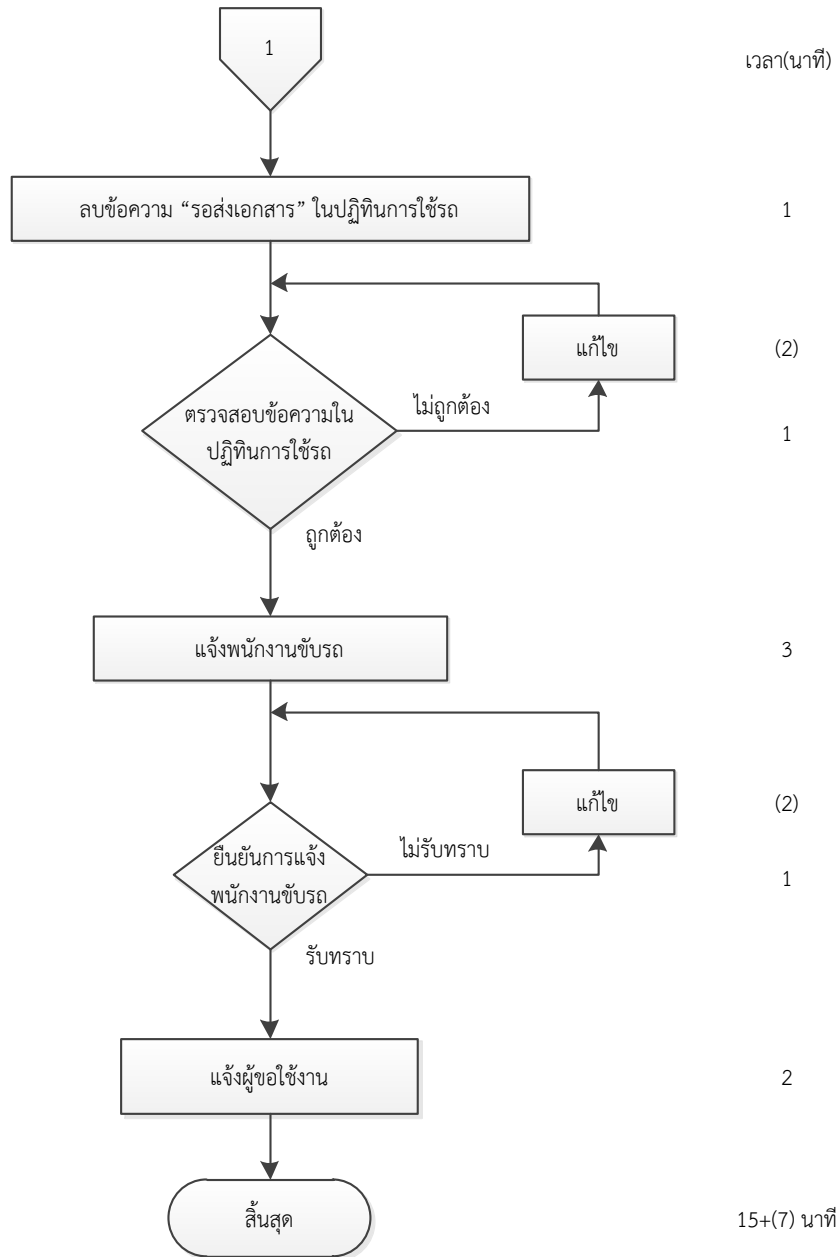 1
เวลา(นาที)
ลบข้อความ “รอส่งเอกสาร” ในปฏิทินการใช้รถ
1
แก้ไข
(2)
ตรวจสอบข้อความใน
ปฏิทินการใช้รถ
ไม่ถูกต้อง
1
ถูกต้อง
แจ้งพนักงานขับรถ
3
แก้ไข
(2)
ยืนยันการแจ้ง
พนักงานขับรถ
ไม่รับทราบ
1
รับทราบ
แจ้งผู้ขอใช้งาน
2
สิ้นสุด
15+(7) นาที